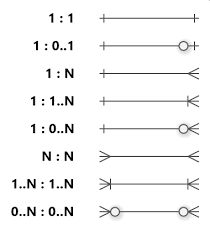 1 : 1
1 : 0..1
1 : N
1 : 1..N
1 : 0..N
N : N
1..N : 1..N
0..N : 0..N